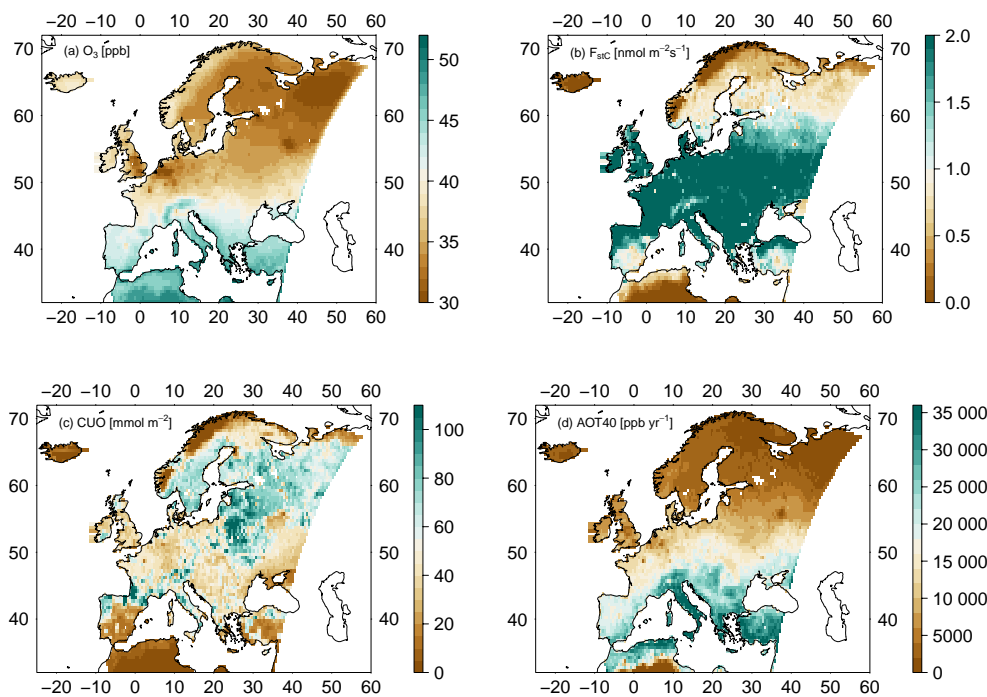 −20 −10 0 10 20 30 40 50 60
−20 −10 0 10 20 30 40 50 60
70 (a) O3 [ppb] 70 50
70 (b) FstC [nmol m−2s−1] 70 2.0
60 60 45
60 60 1.5
50 50 40
50 50 1.0
40 40 35
40 40 0.5
30
0.0
−20 −10 0 10 20 30 40 50 60
−20 −10 0 10 20 30 40 50 60
−20 −10 0 10 20 30 40 50 60
−20 −10 0 10 20 30 40 50 60
70 (c) CUO [mmol m−2] 70 100
70 (d) AOT40 [ppb yr−1] 70 35 000
30 000
60 60 80
60 60 25 000
60
20 000
50 50 40
50 50 15 000
10 000
40 40 20
40 40 5000
0
0
−20 −10 0 10 20 30 40 50 60
−20 −10 0 10 20 30 40 50 60